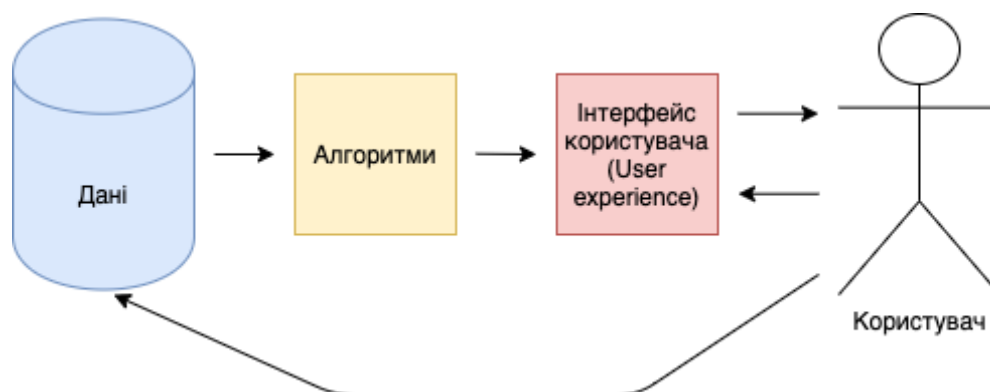 Дані
Алгоритми
Інтерфейс
користувача
(User
experience)
Користувач